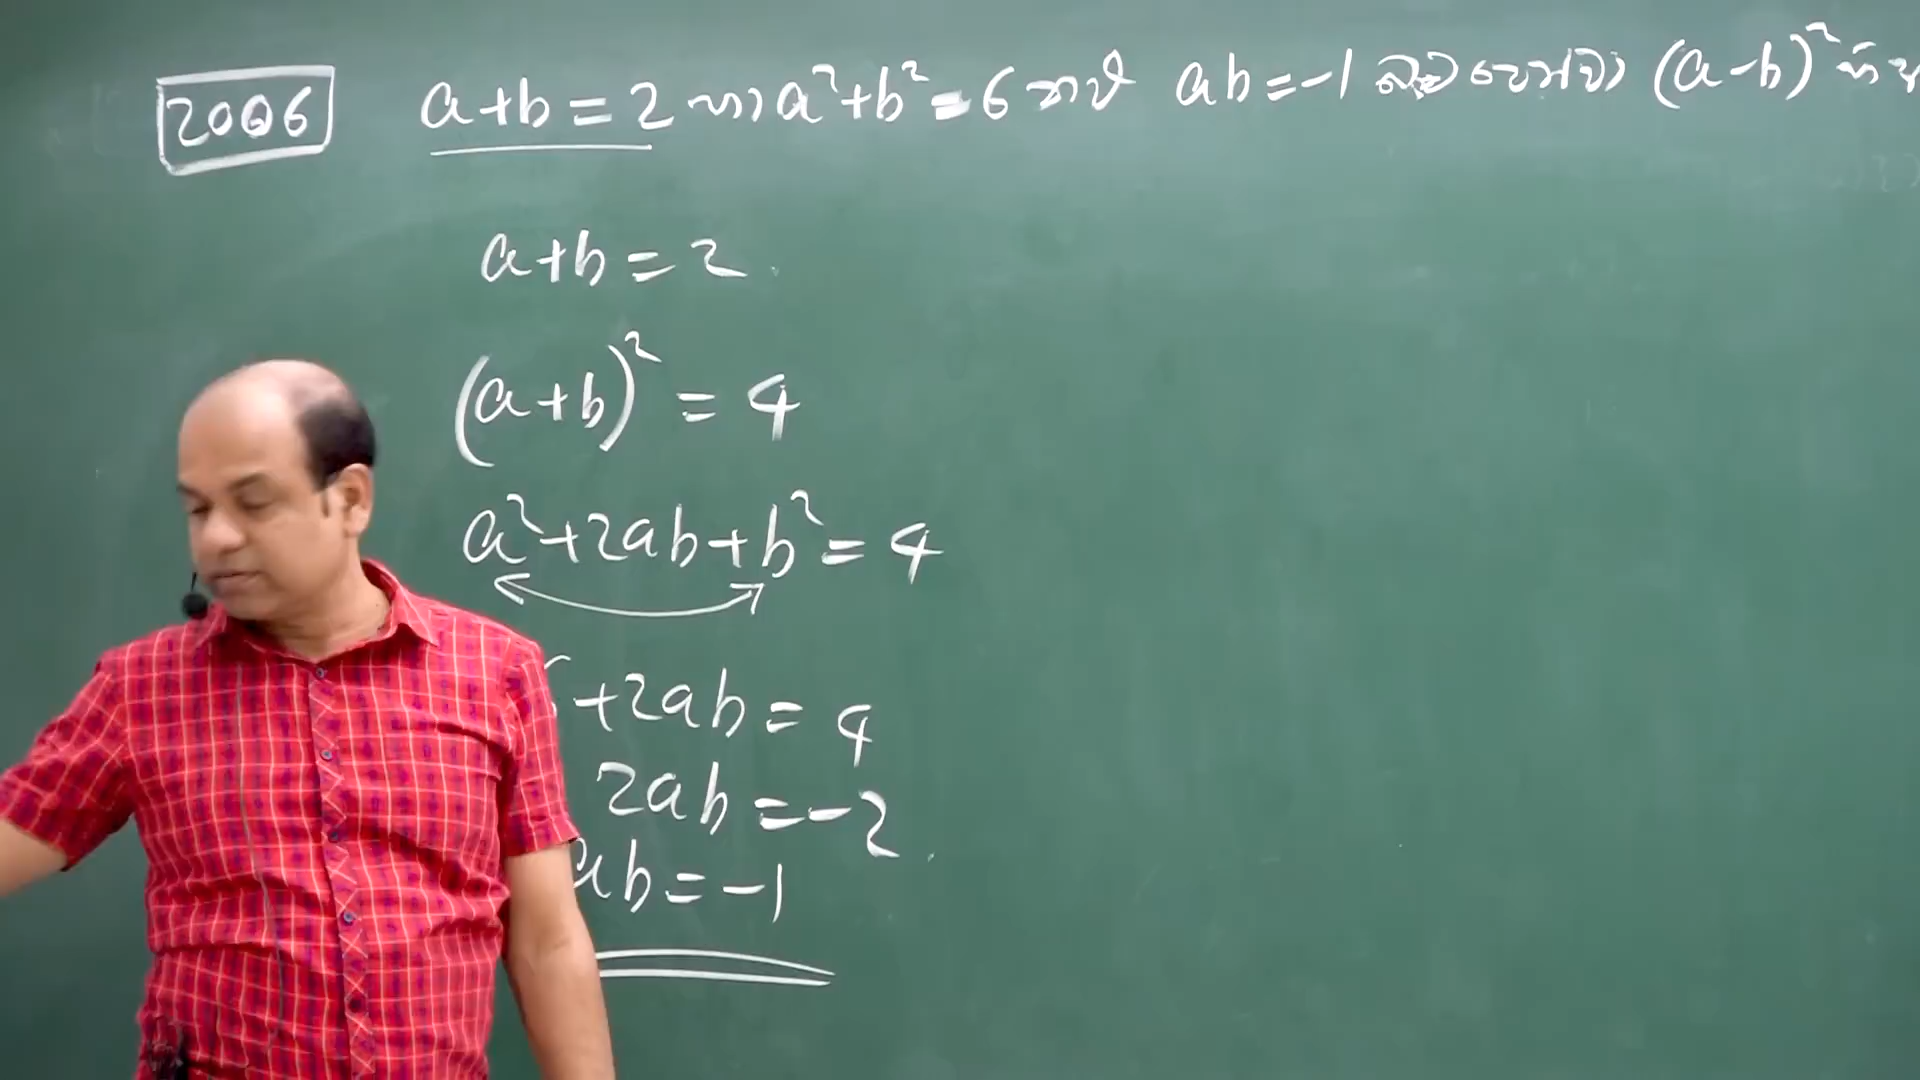 2006 a+b=2 හා a²+b²=6 නම් ab=-1 බව පෙන්වා (a-b)² හි
a+b=2
(a+b)²=4
a²+2ab+b²=4
+2ab=4
2ab=-2
ab=-1